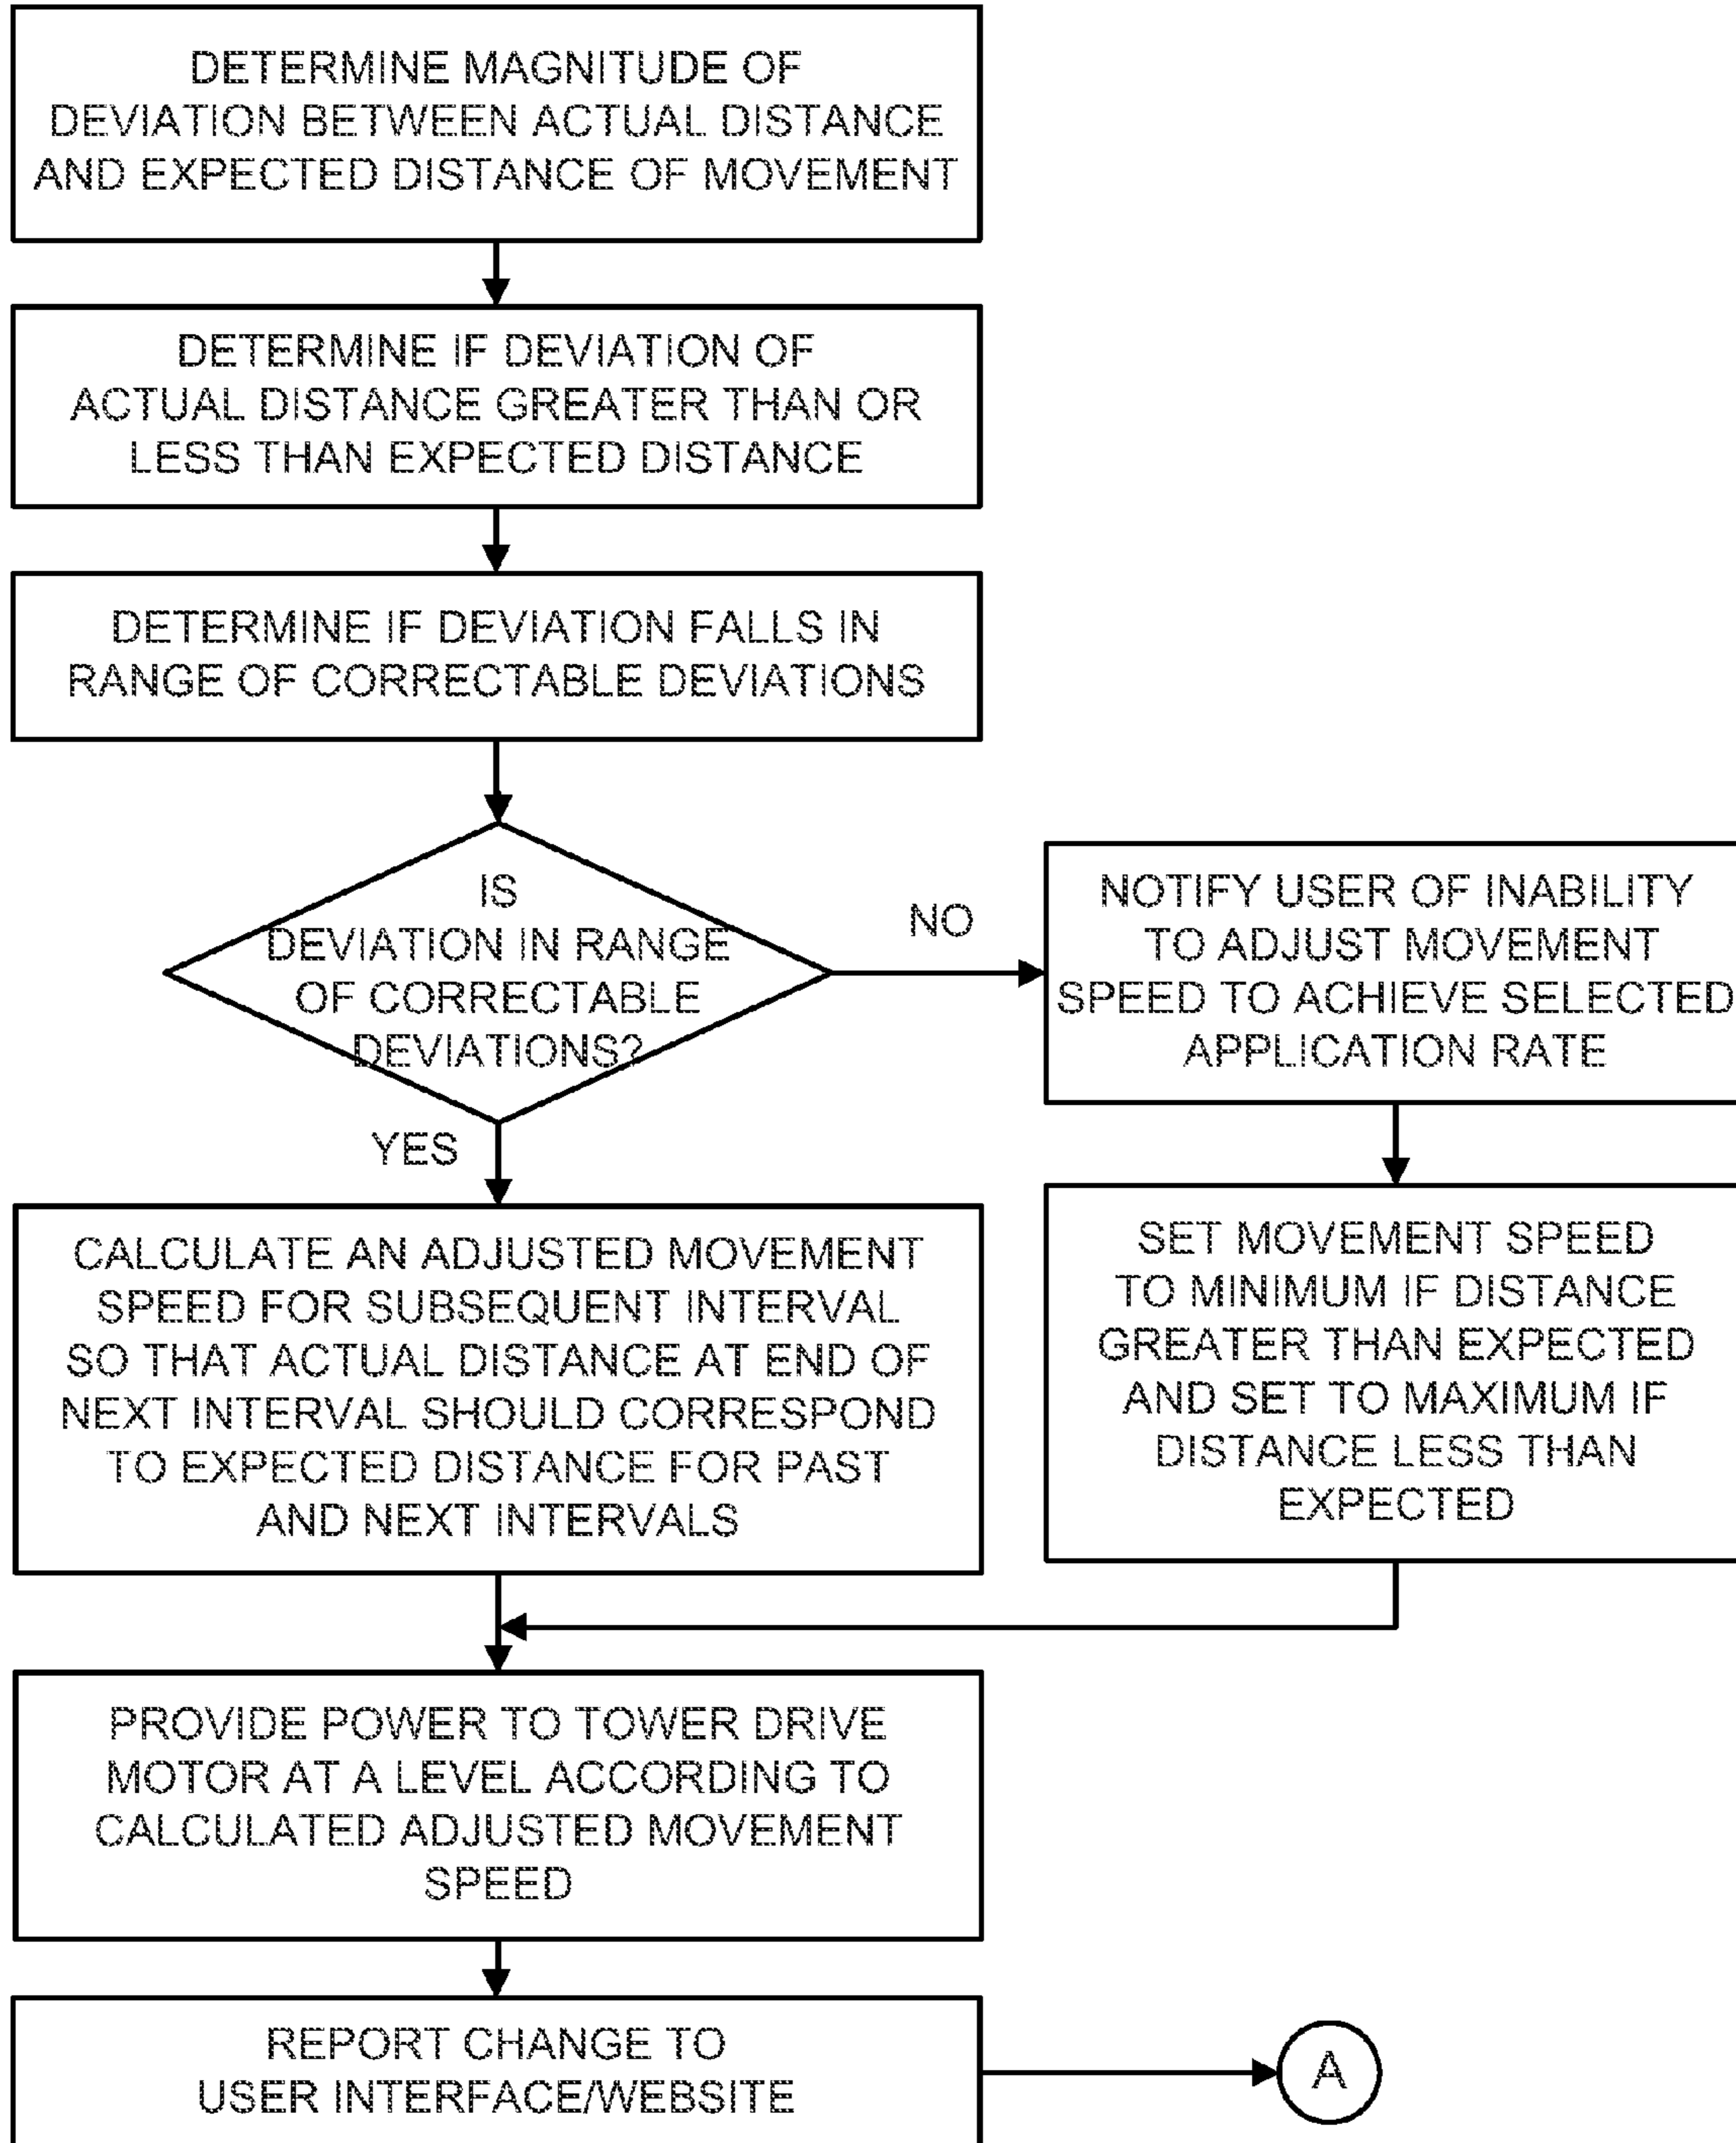 DETERMINE MAGNITUDE OF
DEVIATION BETWEEN ACTUAL DISTANCE
AND EXPECTED DISTANCE OF MOVEMENT
DETERMINE IF DEVIATION OF
ACTUAL DISTANCE GREATER THAN OR
LESS THAN EXPECTED DISTANCE
DETERMINE IF DEVIATION FALLS IN
RANGE OF CORRECTABLE DEVIATIONS
IS
DEVIATION IN RANGE
OF CORRECTABLE
DEVIATIONS?
NO
NOTIFY USER OF INABILITY
TO ADJUST MOVEMENT
SPEED TO ACHIEVE SELECTED
APPLICATION RATE
YES
SET MOVEMENT SPEED
TO MINIMUM IF DISTANCE
GREATER THAN EXPECTED
AND SET TO MAXIMUM IF
DISTANCE LESS THAN
EXPECTED
CALCULATE AN ADJUSTED MOVEMENT
SPEED FOR SUBSEQUENT INTERVAL
SO THAT ACTUAL DISTANCE AT END OF
NEXT INTERVAL SHOULD CORRESPOND
TO EXPECTED DISTANCE FOR PAST
AND NEXT INTERVALS
PROVIDE POWER TO TOWER DRIVE
MOTOR AT A LEVEL ACCORDING TO
CALCULATED ADJUSTED MOVEMENT
SPEED
REPORT CHANGE TO
USER INTERFACE/WEBSITE
A